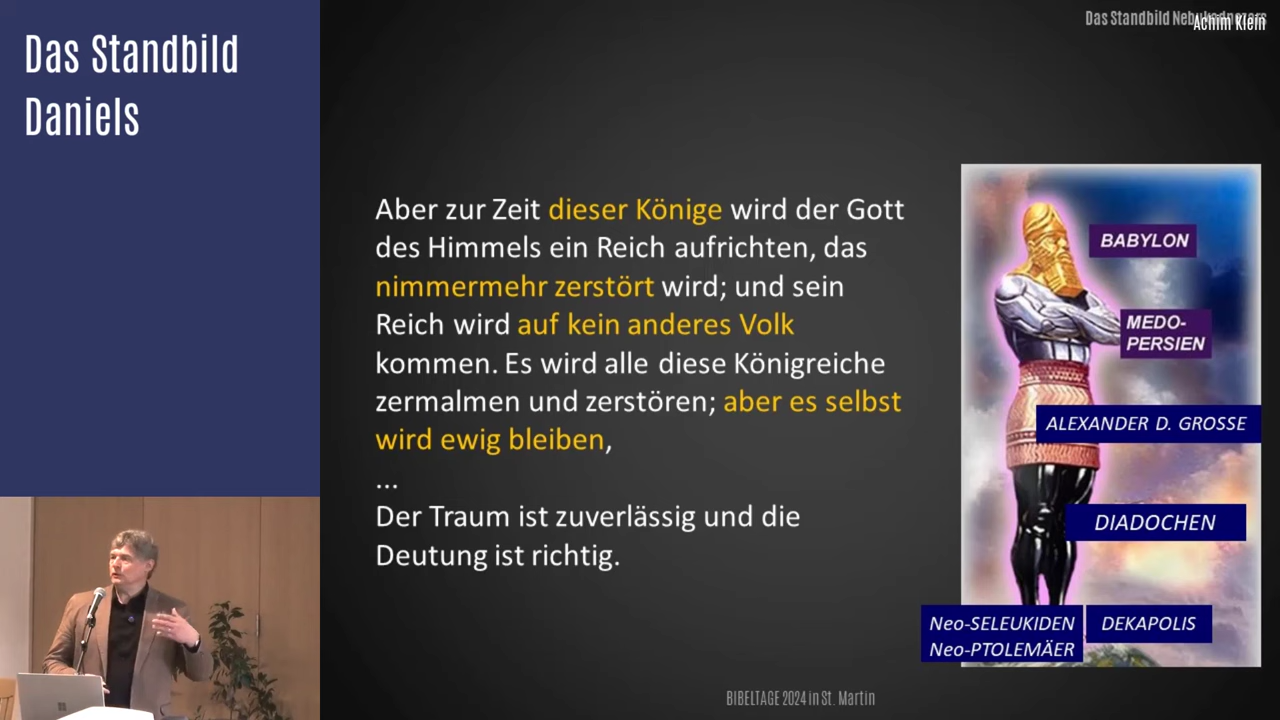 Das Standbild
Daniels
Das Standbild Nebukadnezars
Achim Klein
Aber zur Zeit dieser Könige wird der Gott
des Himmels ein Reich aufrichten, das
nimmermehr zerstört wird; und sein
Reich wird auf kein anderes Volk
kommen. Es wird alle diese Königreiche
zermalmen und zerstören; aber es selbst
wird ewig bleiben,
...
Der Traum ist zuverlässig und die
Deutung ist richtig.
BABYLON
MEDO-
PERSIEN
ALEXANDER D. GROSSE
DIADOCHEN
Neo-SELEUKIDEN
Neo-PTOLEMÄER
DEKAPOLIS
BIBELTAGE 2024 in St. Martin